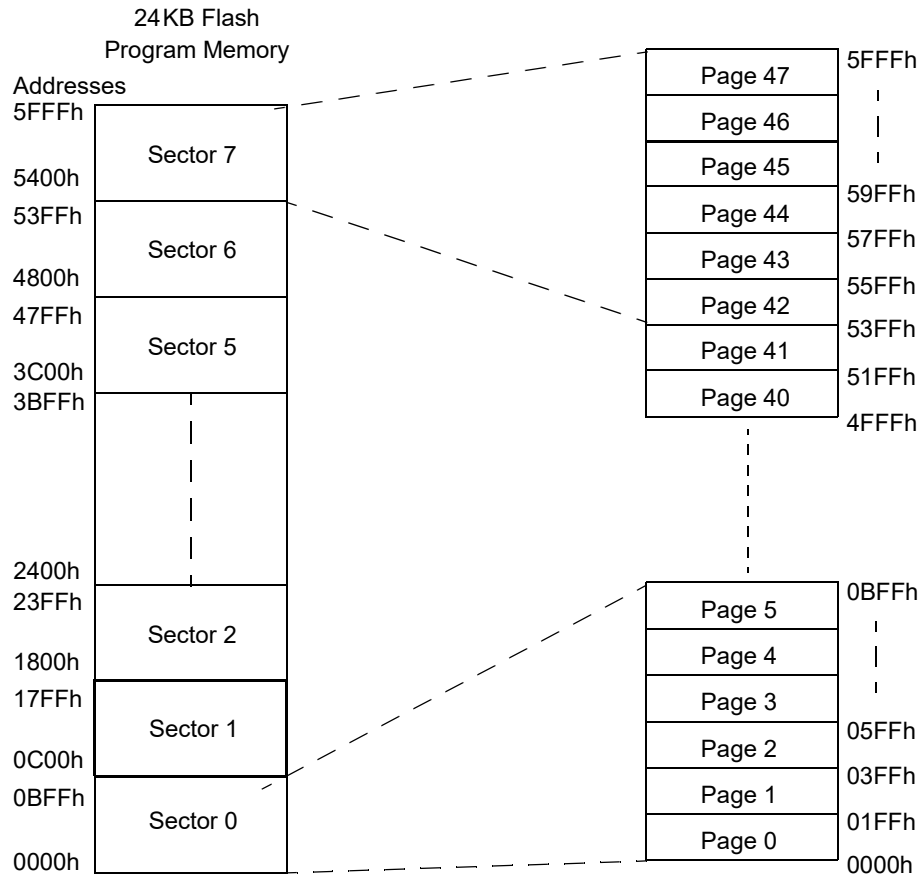 24KB Flash
Program Memory
Addresses
5FFFh
Sector 7
5400h
53FFh
Sector 6
4800h
47FFh
Sector 5
3C00h
3BFFh
2400h
23FFh
Sector 2
1800h
17FFh
Sector 1
0C00h
0BFFh
Sector 0
0000h
Page 47
5FFFh
Page 46
Page 45
59FFh
Page 44
57FFh
Page 43
55FFh
Page 42
53FFh
Page 41
51FFh
Page 40
4FFFh
Page 5
0BFFh
Page 4
Page 3
05FFh
Page 2
03FFh
Page 1
01FFh
Page 0
0000h